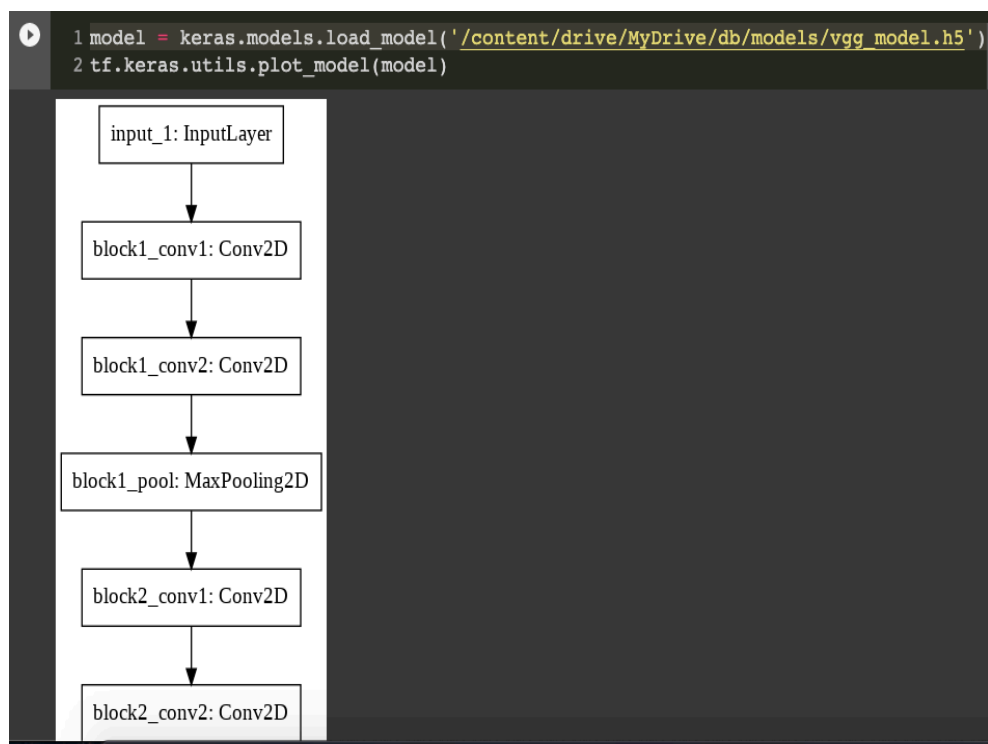 1 model = keras.models.load_model('/content/drive/MyDrive/db/models/vgg_model.h5')
2 tf.keras.utils.plot_model(model)
input_1: InputLayer
block1_conv1: Conv2D
block1_conv2: Conv2D
block1_pool: MaxPooling2D
block2_conv1: Conv2D
block2_conv2: Conv2D